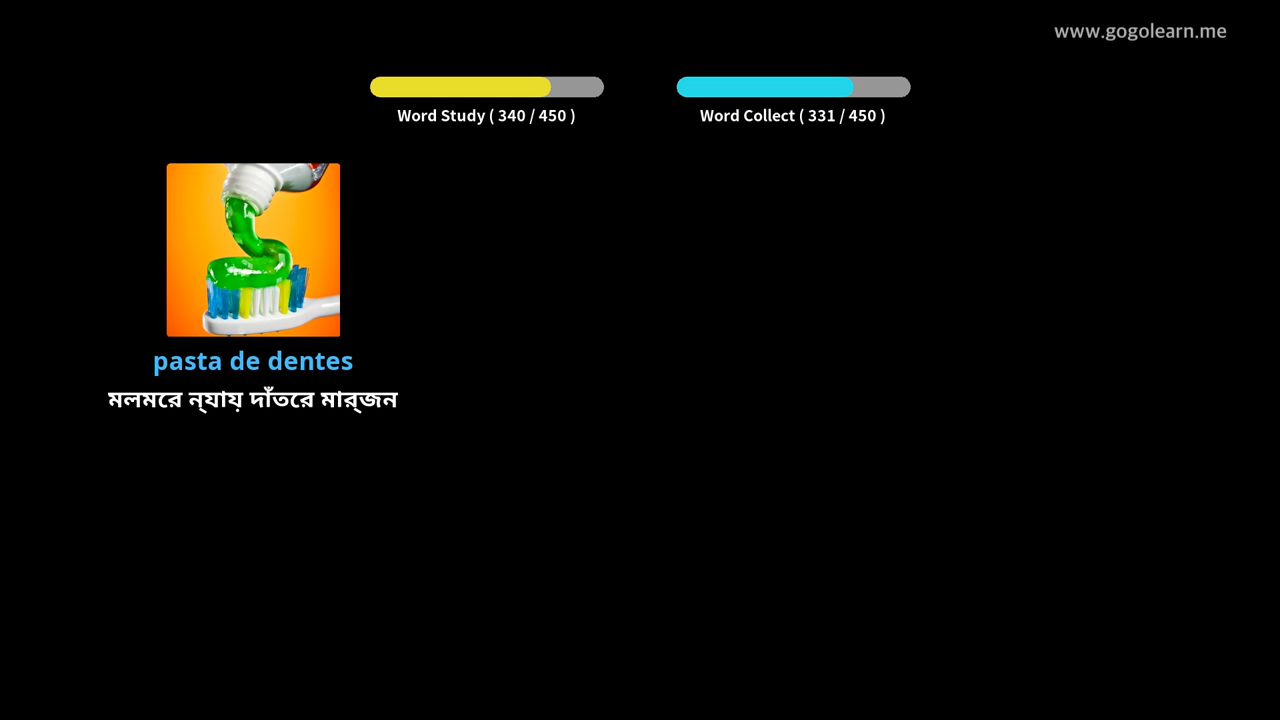 www.gogolearn.me
Word Study ( 340 / 450 )
Word Collect ( 331 / 450 )
pasta de dentes
মলমরে ন্যায় দাঁতরে মার্জন